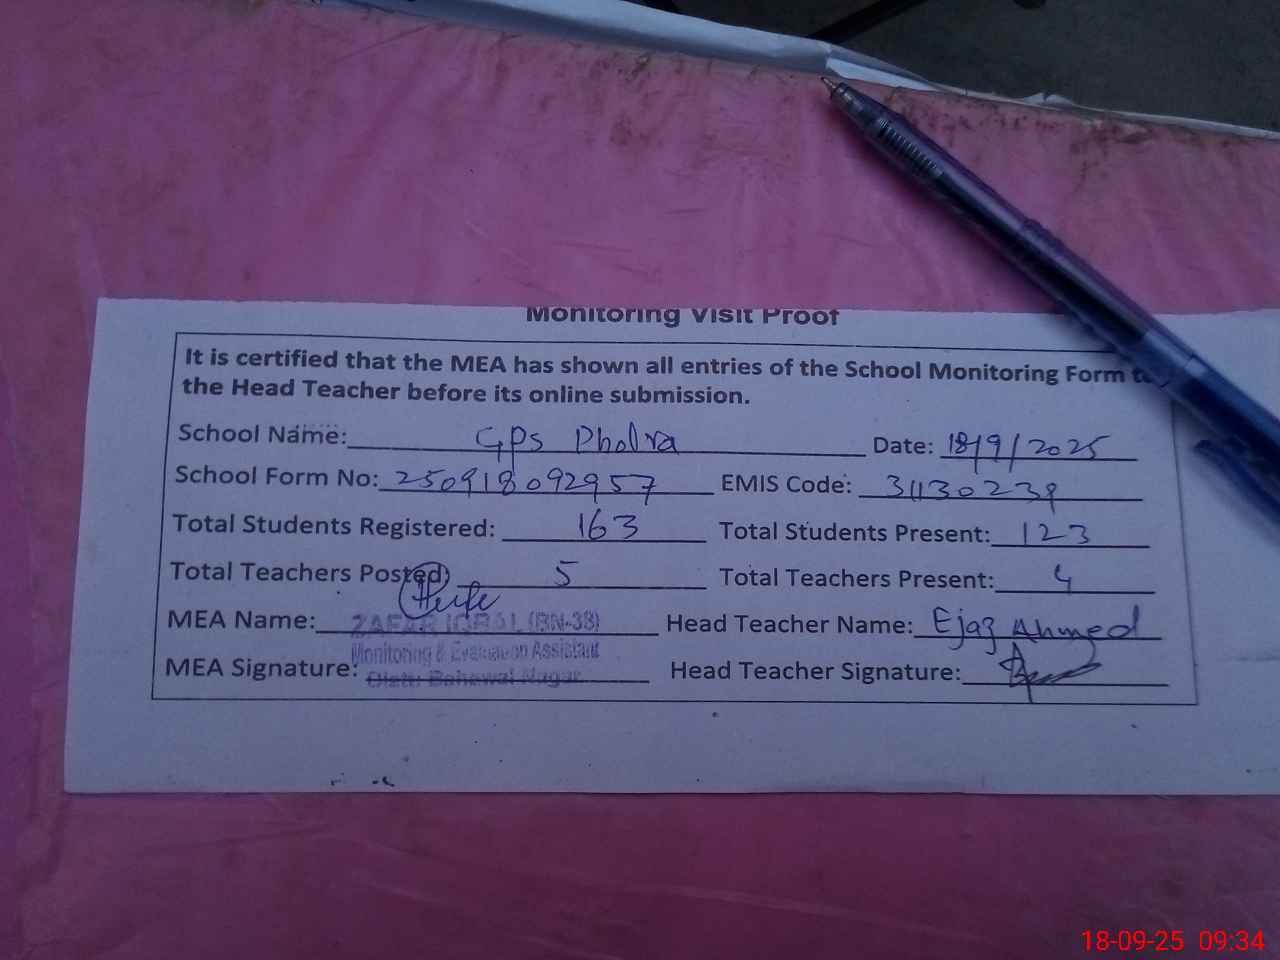 Monitoring Visit Proof
It is certified that the MEA has shown all entries of the School Monitoring Form to
the Head Teacher before its online submission.
School Name: GPS Dholra Date: 18/9/2025
School Form No: 250918092957 EMIS Code: 31130239
Total Students Registered: 163 Total Students Present: 123
Total Teachers Posted: 5 Total Teachers Present: 4
MEA Name: ZAFAR IQBAL (BN-38) Head Teacher Name: Ejaz Ahmed
Monitoring & Evaluation Assistant
MEA Signature: Distt: Bahawal Nagar Head Teacher Signature:
18-09-25 09:34